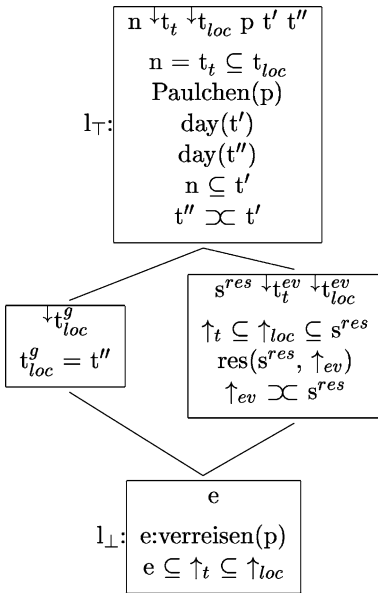 n ↓t_t ↓t_loc p t′ t″
n = t_t ⊆ t_loc
Paulchen(p)
l_⊤: day(t′)
day(t″)
n ⊆ t′
t″ ⊃⊂ t′
↓t^g_loc
t^g_loc = t″
s^res ↓t^ev_t ↓t^ev_loc
↑_t ⊆ ↑_loc ⊆ s^res
res(s^res, ↑_ev)
↑_ev ⊃⊂ s^res
e
l_⊥: e:verreisen(p)
e ⊆ ↑_t ⊆ ↑_loc